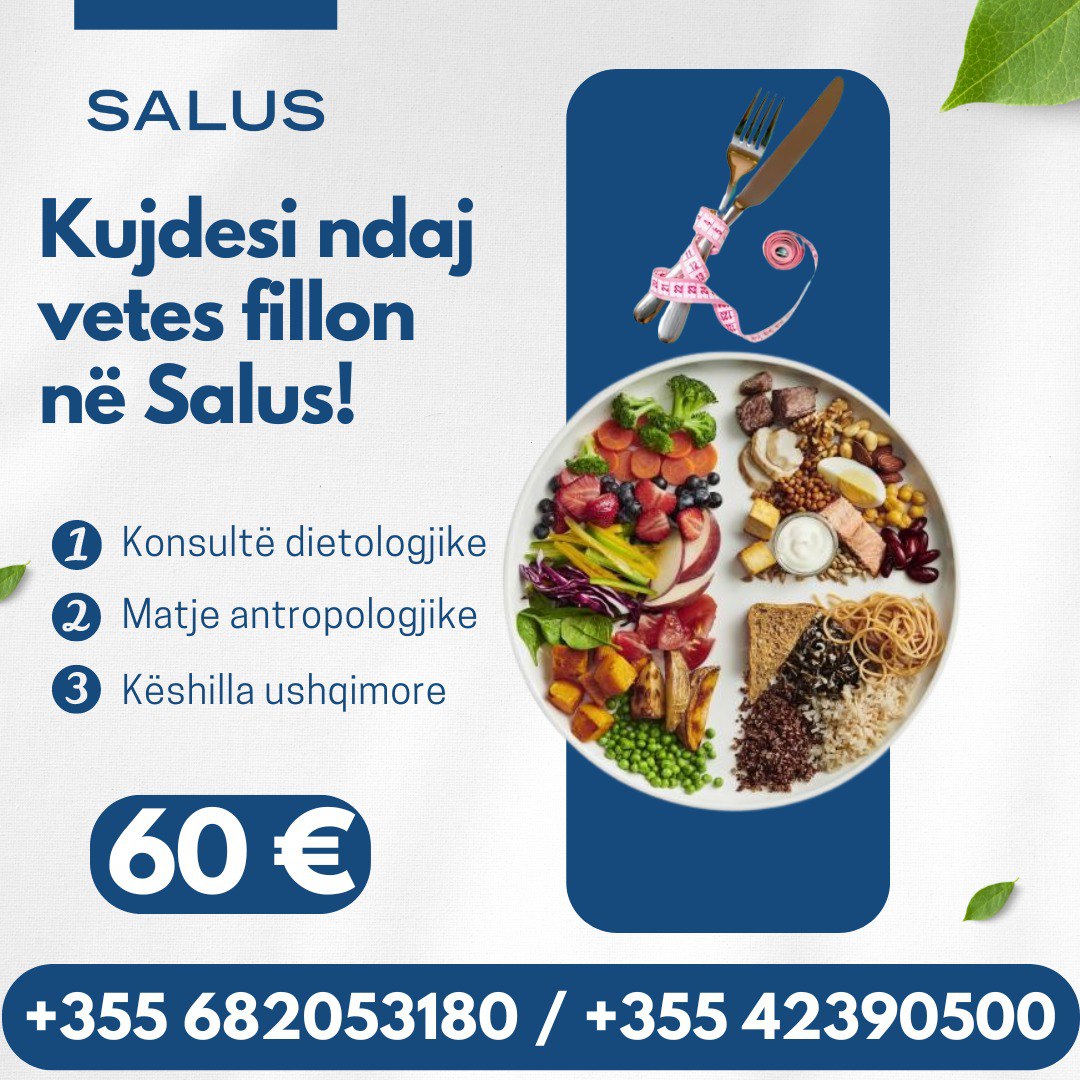 SALUS
Kujdesi ndaj
vetes fillon
në Salus!
1 Konsultë dietologjike
2 Matje antropologjike
3 Këshilla ushqimore
60 €
+355 682053180 / +355 42390500